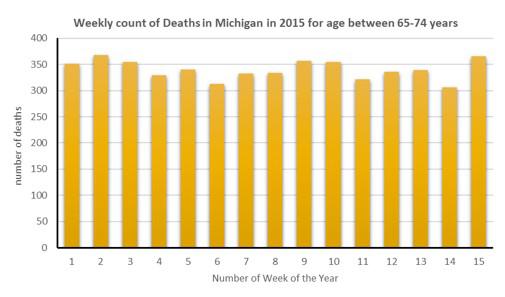 Weekly count of Deaths in Michigan in 2015 for age between 65-74 years
400
350
300
250
200
150
100
50
0
number of deaths
1 2 3 4 5 6 7 8 9 10 11 12 13 14 15
Number of Week of the Year